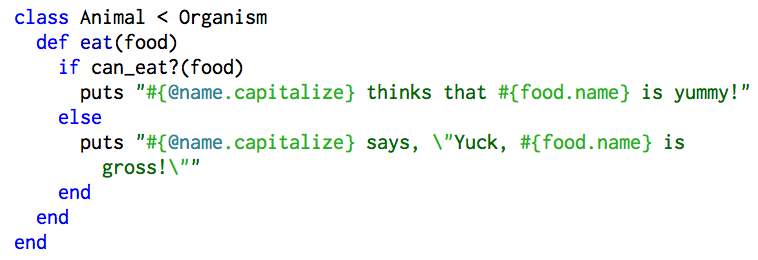 class Animal < Organism
  def eat(food)
    if can_eat?(food)
      puts "#{@name.capitalize} thinks that #{food.name} is yummy!"
    else
      puts "#{@name.capitalize} says, \"Yuck, #{food.name} is
        gross!\""
    end
  end
end